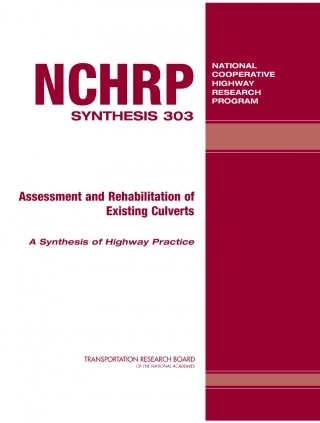 NCHRP
SYNTHESIS 303
NATIONAL
COOPERATIVE
HIGHWAY
RESEARCH
PROGRAM
Assessment and Rehabilitation of
Existing Culverts
A Synthesis of Highway Practice
TRANSPORTATION RESEARCH BOARD
OF THE NATIONAL ACADEMIES